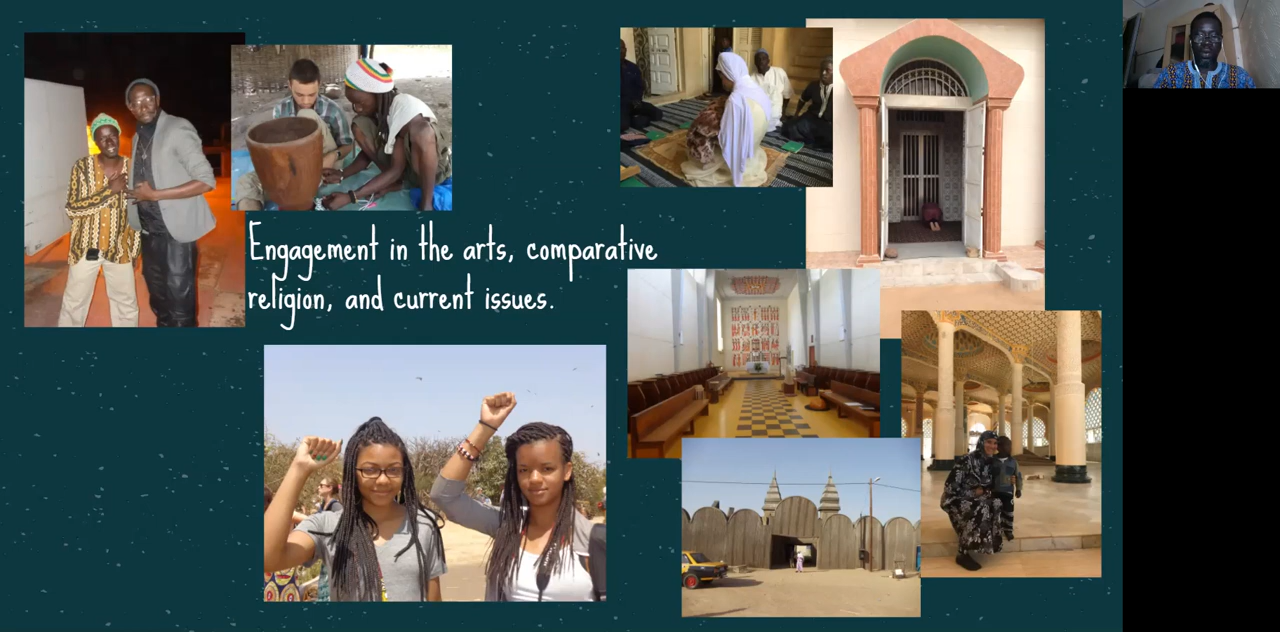 Engagement in the arts, comparative
religion, and current issues.